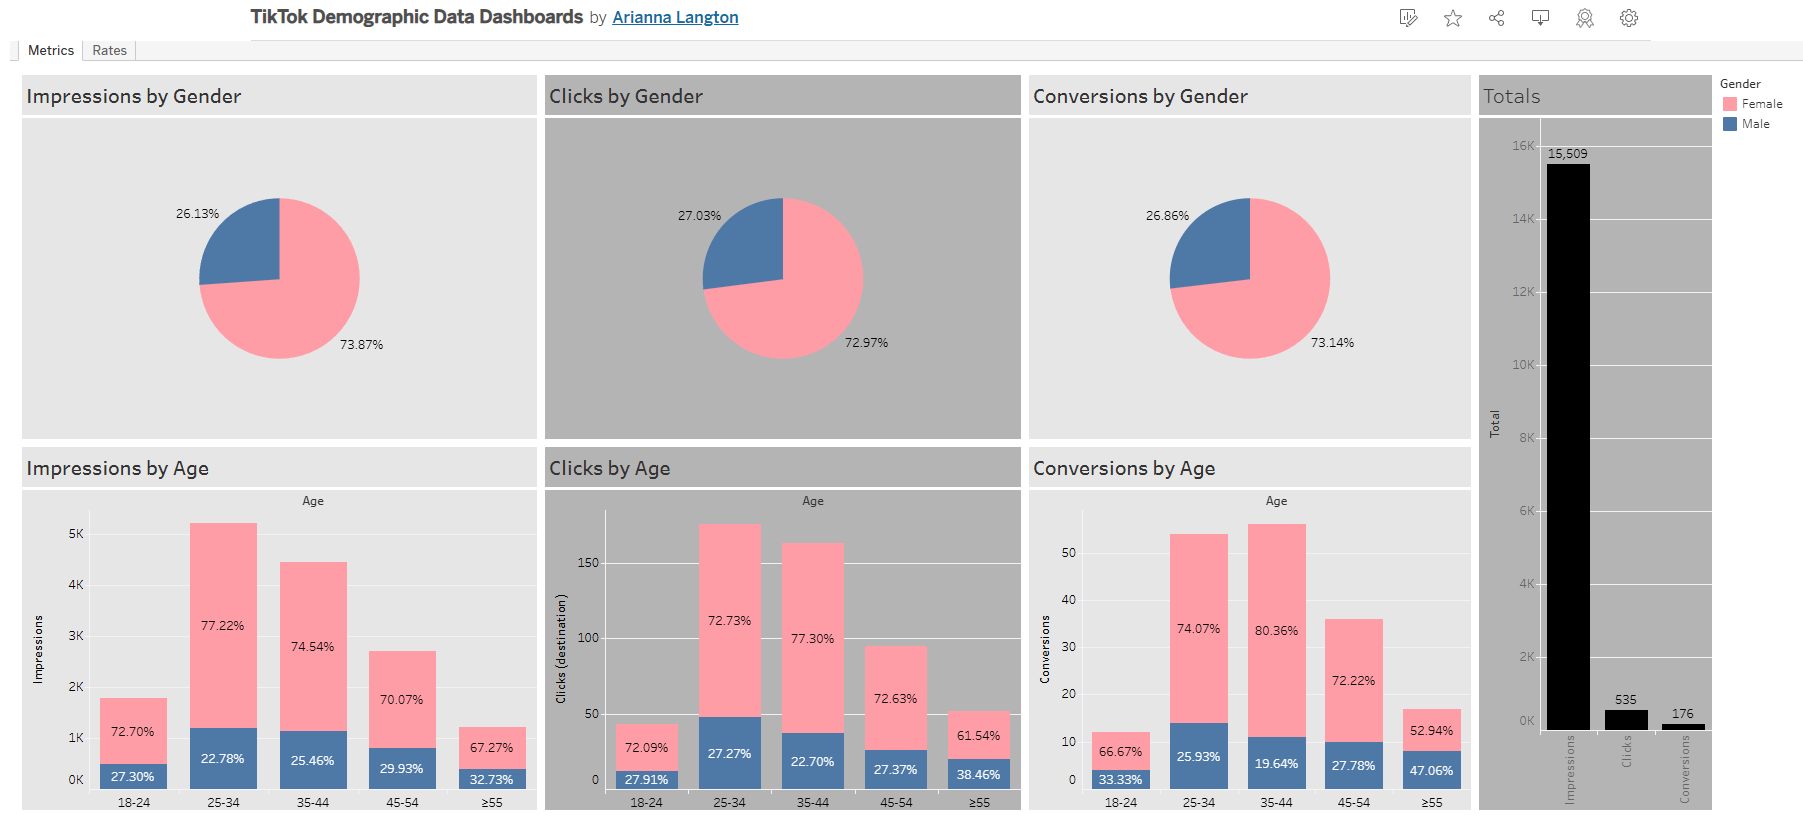 TikTok Demographic Data Dashboards by Arianna Langton
Metrics
Rates
Impressions by Gender
26.13%
73.87%
Clicks by Gender
27.03%
72.97%
Conversions by Gender
26.86%
73.14%
Totals
Total
16K
14K
12K
10K
8K
6K
4K
2K
0K
15,509
535
176
Impressions
Clicks
Conversions
Gender
Female
Male
Impressions by Age
Age
Impressions
5K
4K
3K
2K
1K
0K
72.70%
27.30%
77.22%
22.78%
74.54%
25.46%
70.07%
29.93%
67.27%
32.73%
18-24
25-34
35-44
45-54
≥55
Clicks by Age
Age
Clicks (destination)
150
100
50
0
72.09%
27.91%
72.73%
27.27%
77.30%
22.70%
72.63%
27.37%
61.54%
38.46%
18-24
25-34
35-44
45-54
≥55
Conversions by Age
Age
Conversions
50
40
30
20
10
0
66.67%
33.33%
74.07%
25.93%
80.36%
19.64%
72.22%
27.78%
52.94%
47.06%
18-24
25-34
35-44
45-54
≥55